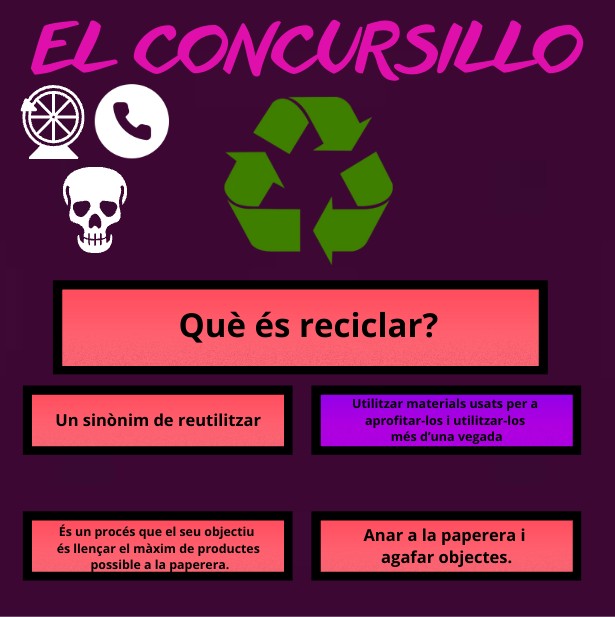 EL CONCURSILLO
Què és reciclar?
Un sinònim de reutilitzar
Utilitzar materials usats per a
aprofitar-los i utilitzar-los
més d'una vegada
És un procés que el seu objectiu
és llençar el màxim de productes
possible a la paperera.
Anar a la paperera i
agafar objectes.